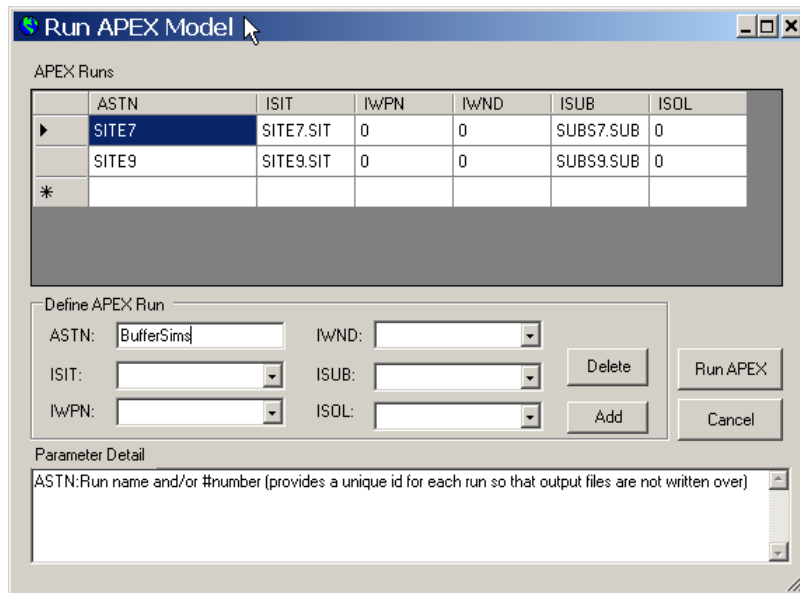 Run APEX Model
APEX Runs
ASTN ISIT IWPN IWND ISUB ISOL
SITE7 SITE7.SIT 0 0 SUBS7.SUB 0
SITE9 SITE9.SIT 0 0 SUBS9.SUB 0
Define APEX Run
ASTN: BufferSims IWND:
ISIT: ISUB: Delete Run APEX
IWPN: ISOL: Add Cancel
Parameter Detail
ASTN:Run name and/or #number (provides a unique id for each run so that output files are not written over)